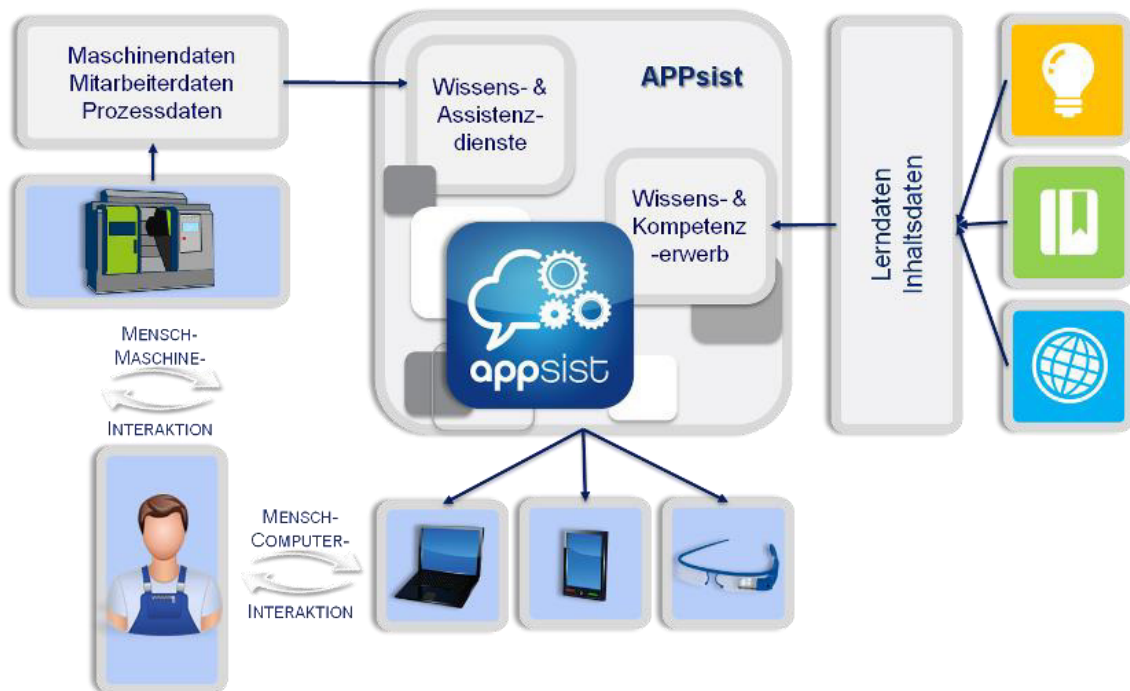 Maschinendaten
Mitarbeiterdaten
Prozessdaten
Wissens- &
Assistenz-
dienste
APPsist
Wissens- &
Kompetenz
-erwerb
appsist
Lerndaten
Inhaltsdaten
MENSCH-
MASCHINE-
INTERAKTION
MENSCH-
COMPUTER-
INTERAKTION